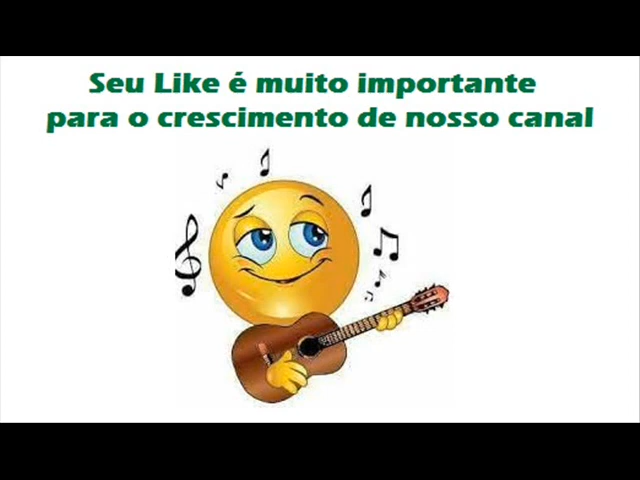 Seu Like é muito importante
para o crescimento de nosso canal